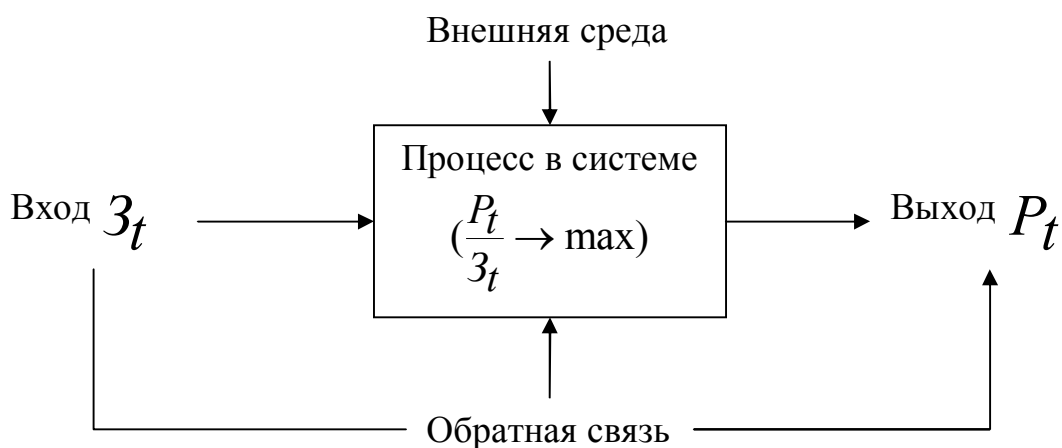 Внешняя среда
Процесс в системе
Вход З_t
(P_t/З_t → max)
Выход P_t
Обратная связь